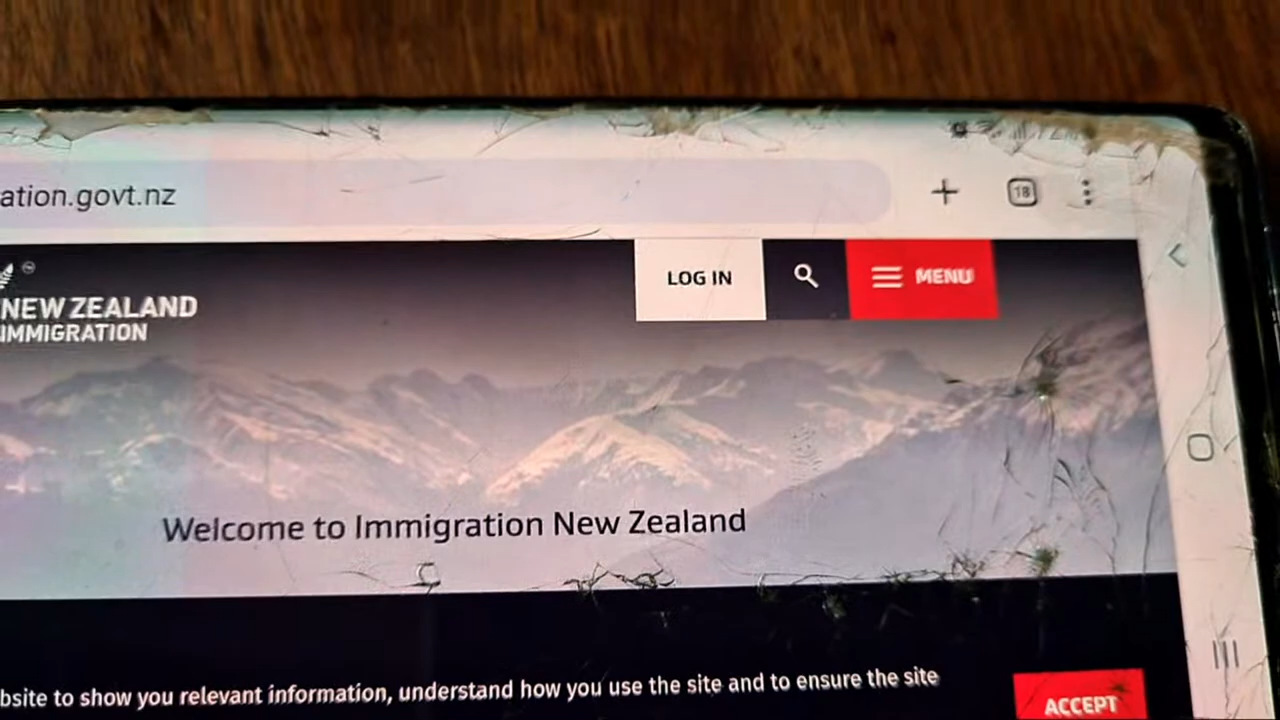 ation.govt.nz
18
LOG IN
MENU
NEW ZEALAND
IMMIGRATION
Welcome to Immigration New Zealand
bsite to show you relevant information, understand how you use the site and to ensure the site
ACCEPT